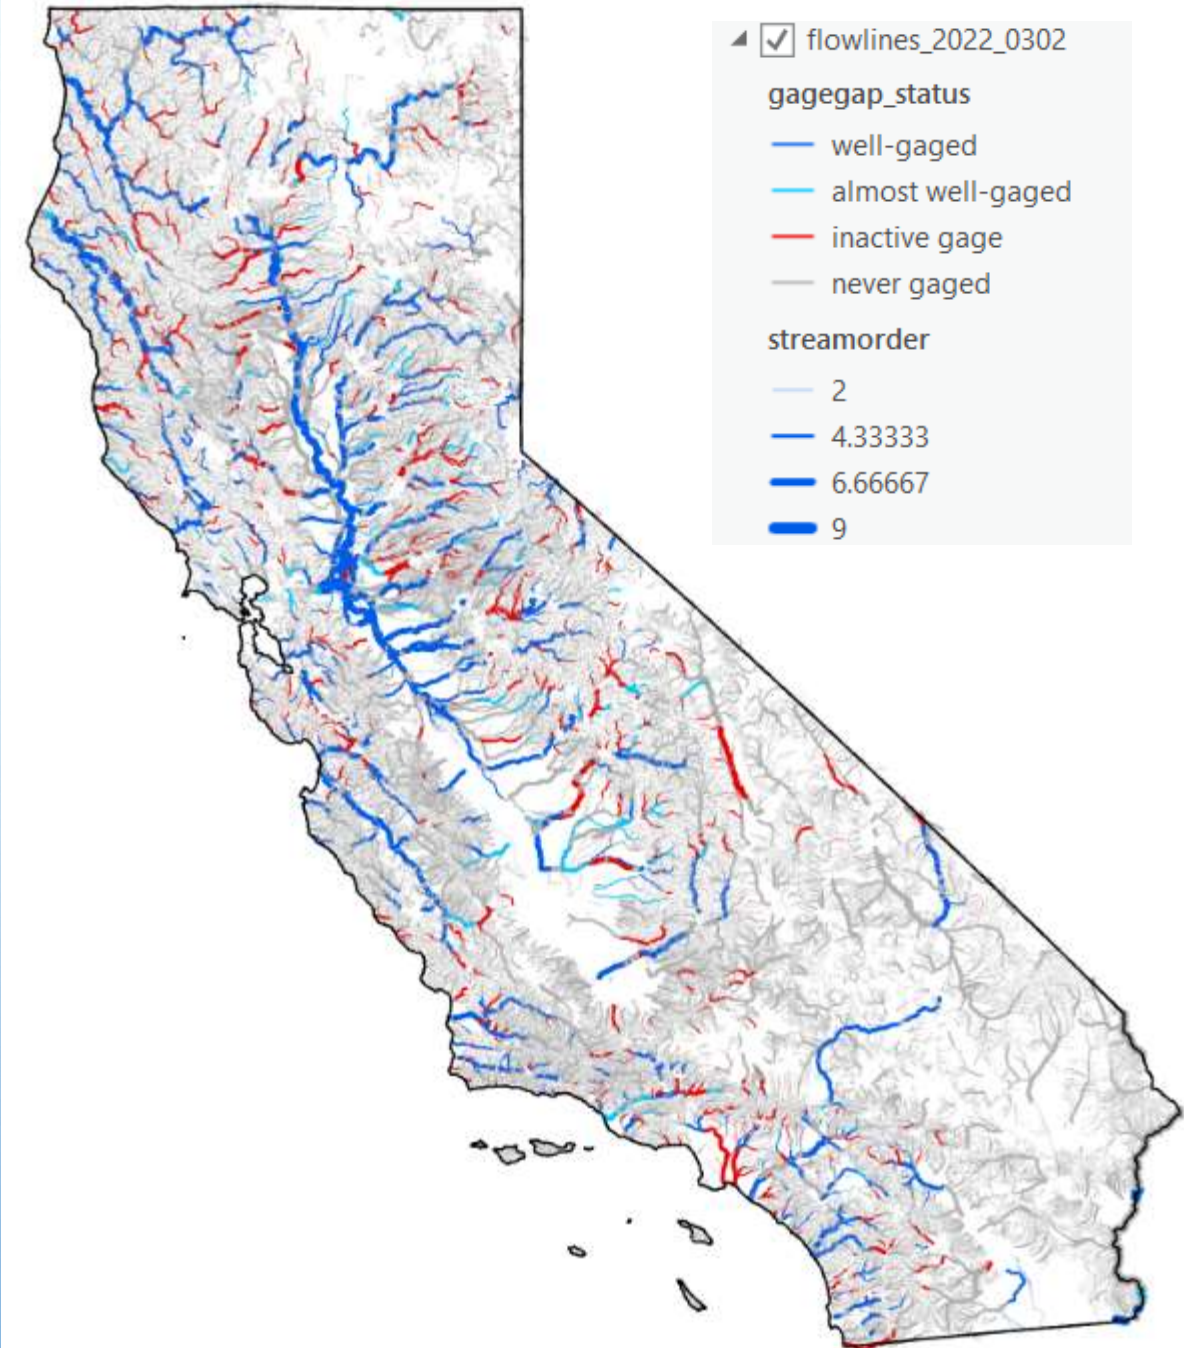 flowlines_2022_0302
gagegap_status
well-gaged
almost well-gaged
inactive gage
never gaged
streamorder
2
4.33333
6.66667
9